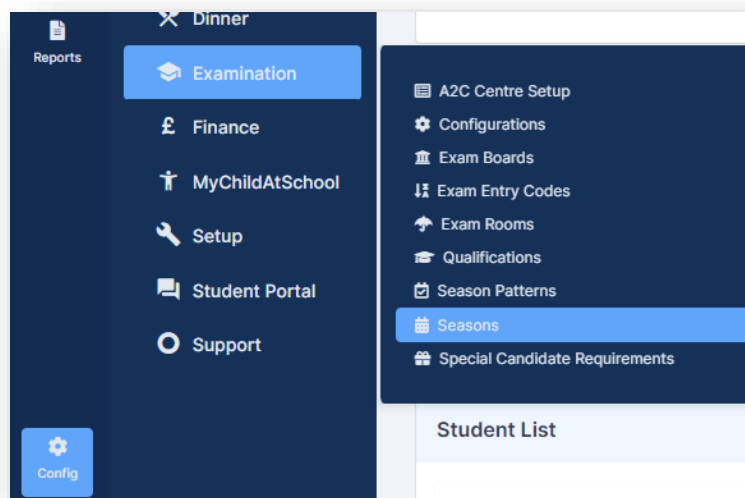 Reports
Config
Dinner
Examination
Finance
MyChildAtSchool
Setup
Student Portal
Support
A2C Centre Setup
Configurations
Exam Boards
Exam Entry Codes
Exam Rooms
Qualifications
Season Patterns
Seasons
Special Candidate Requirements
Student List